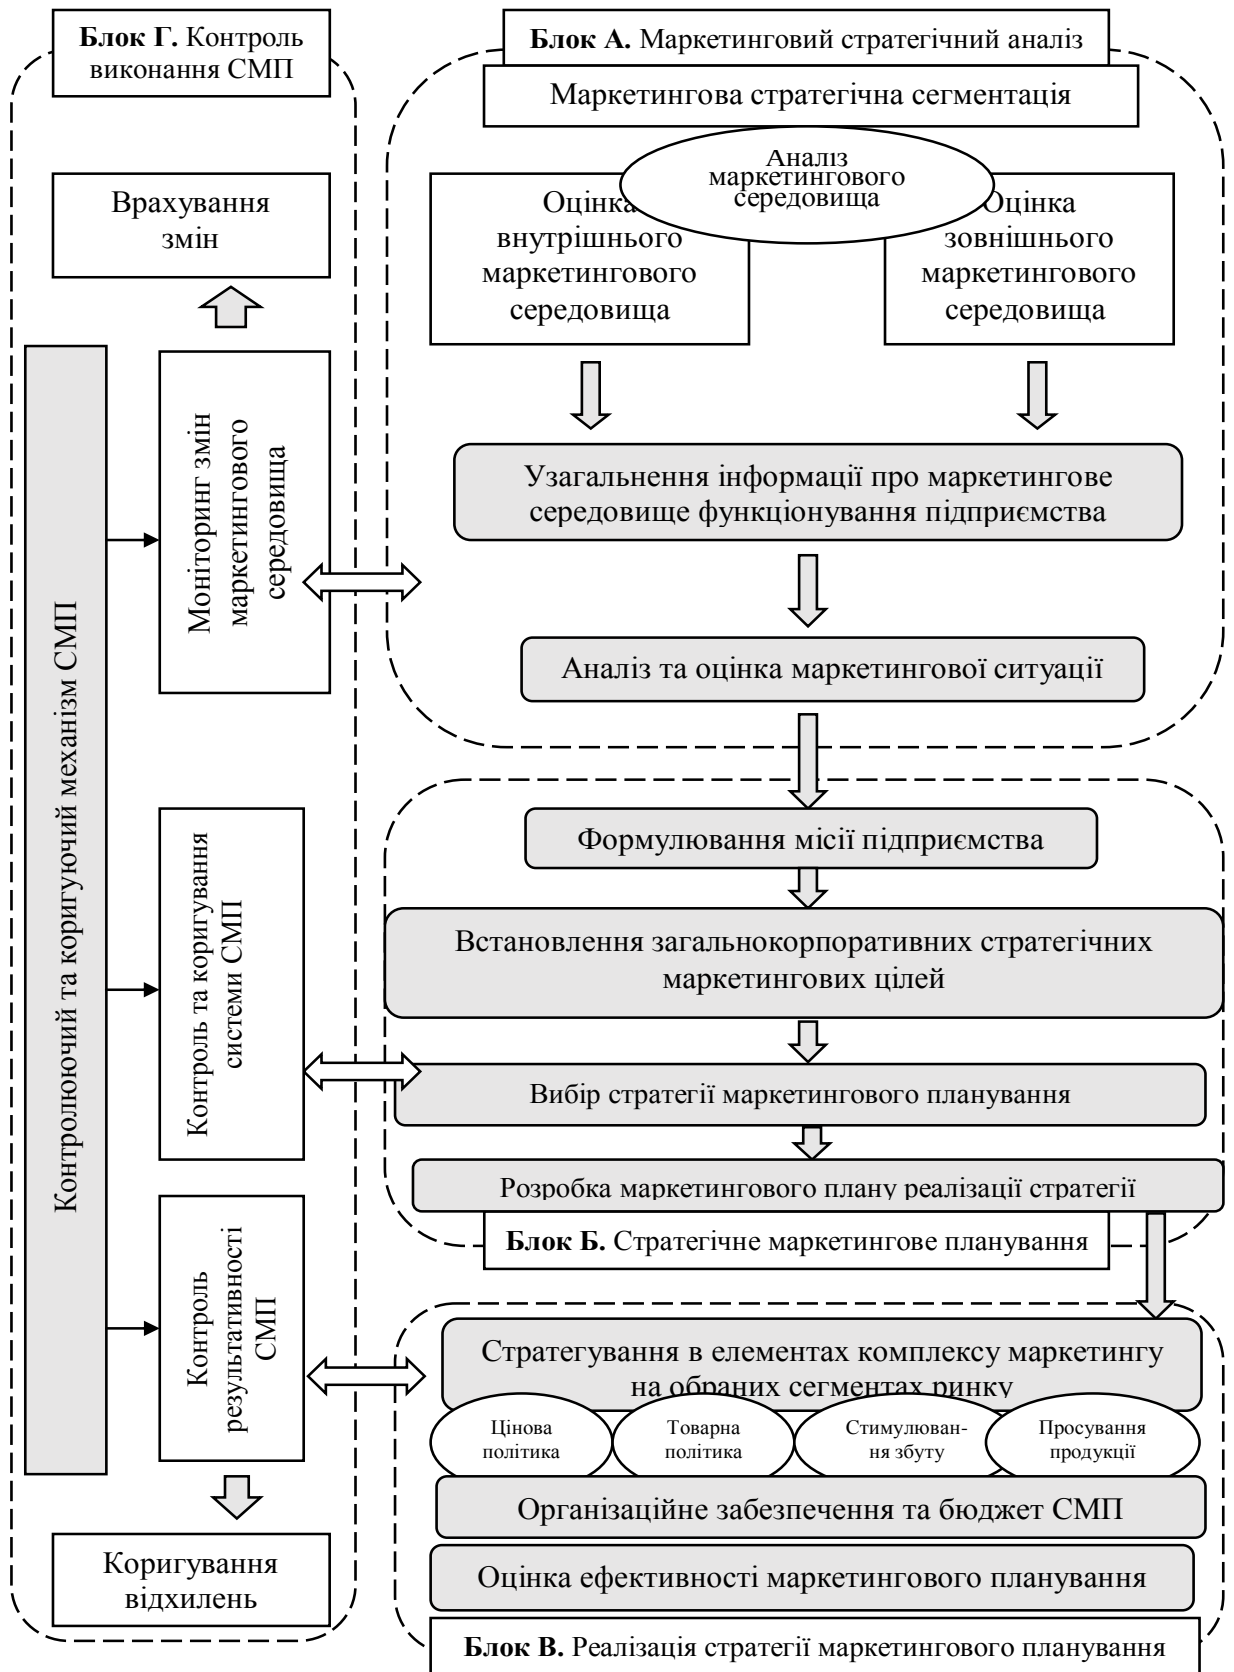 Блок Г. Контроль
виконання СМП
Врахування
змін
Контролюючий та коригуючий механізм СМП
Моніторинг змін
маркетингового
середовища
Контроль та коригування
системи СМП
Контроль
результативності
СМП
Коригування
відхилень
Блок А. Маркетинговий стратегічний аналіз
Маркетингова стратегічна сегментація
Аналіз
маркетингового
середовища
Оцінка
внутрішнього
маркетингового
середовища
Оцінка
зовнішнього
маркетингового
середовища
Узагальнення інформації про маркетингове
середовище функціонування підприємства
Аналіз та оцінка маркетингової ситуації
Формулювання місії підприємства
Встановлення загальнокорпоративних стратегічних
маркетингових цілей
Вибір стратегії маркетингового планування
Розробка маркетингового плану реалізації стратегії
Блок Б. Стратегічне маркетингове планування
Стратегування в елементах комплексу маркетингу
на обраних сегментах ринку
Цінова
політика
Товарна
політика
Стимулюван-
ня збуту
Просування
продукції
Організаційне забезпечення та бюджет СМП
Оцінка ефективності маркетингового планування
Блок В. Реалізація стратегії маркетингового планування